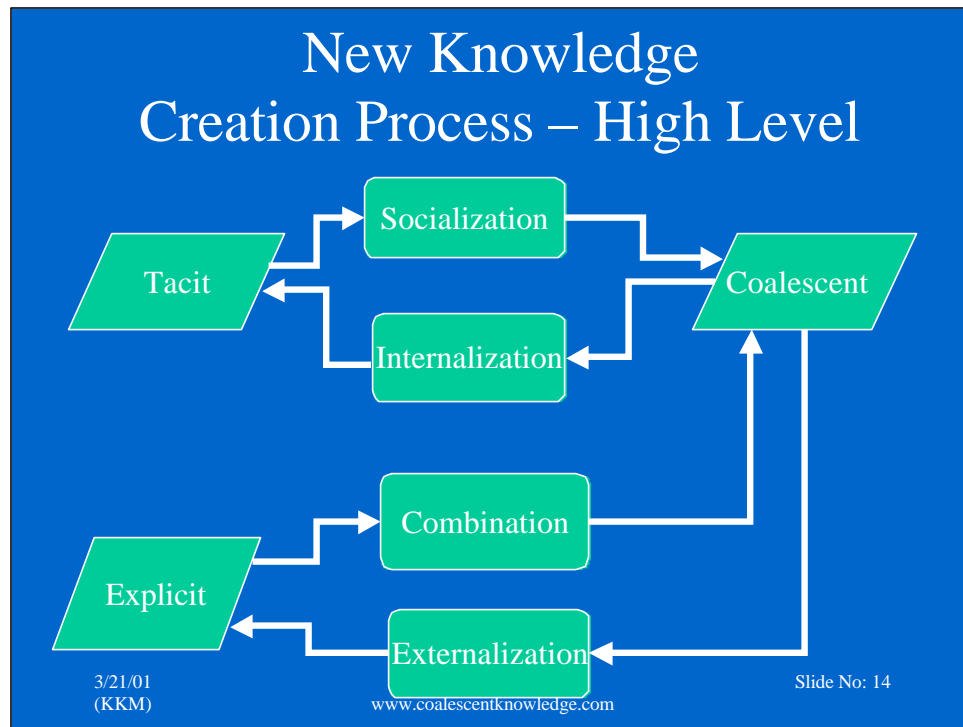 New Knowledge
Creation Process – High Level
Socialization
Tacit
Coalescent
Internalization
Combination
Explicit
Externalization
3/21/01
(KKM)
www.coalescentknowledge.com
Slide No: 14